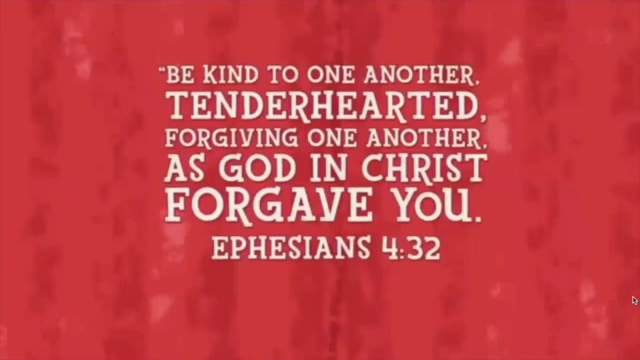 “BE KIND TO ONE ANOTHER,
TENDERHEARTED,
FORGIVING ONE ANOTHER,
AS GOD IN CHRIST
FORGAVE YOU.
EPHESIANS 4:32